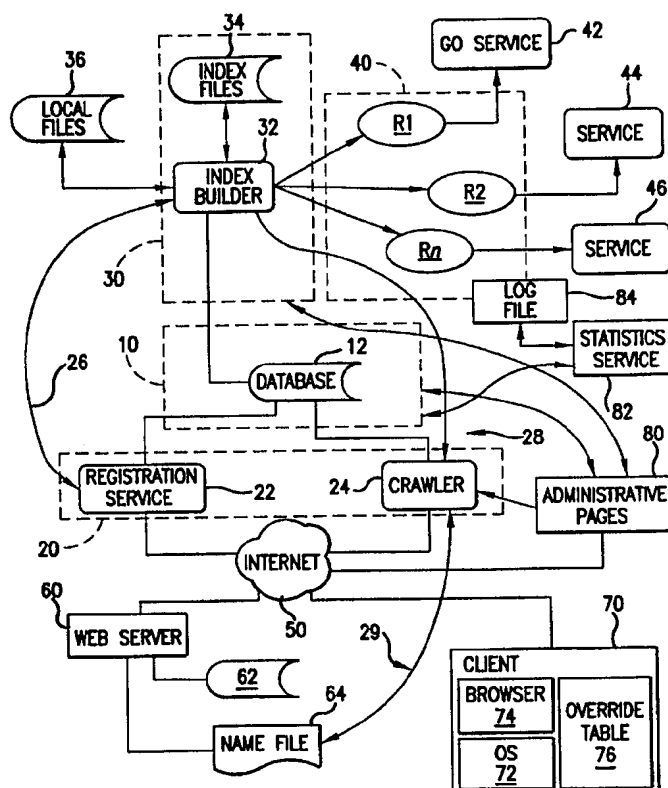 34
36
INDEX
FILES
LOCAL
FILES
40
GO SERVICE
42
R1
32
INDEX
BUILDER
44
SERVICE
R2
46
Rn
SERVICE
30
LOG
FILE
84
10
12
DATABASE
STATISTICS
SERVICE
82
26
28
REGISTRATION
SERVICE
22
24
CRAWLER
80
ADMINISTRATIVE
PAGES
20
INTERNET
50
60
WEB SERVER
29
70
62
64
NAME FILE
CLIENT
BROWSER
74
OS
72
OVERRIDE
TABLE
76